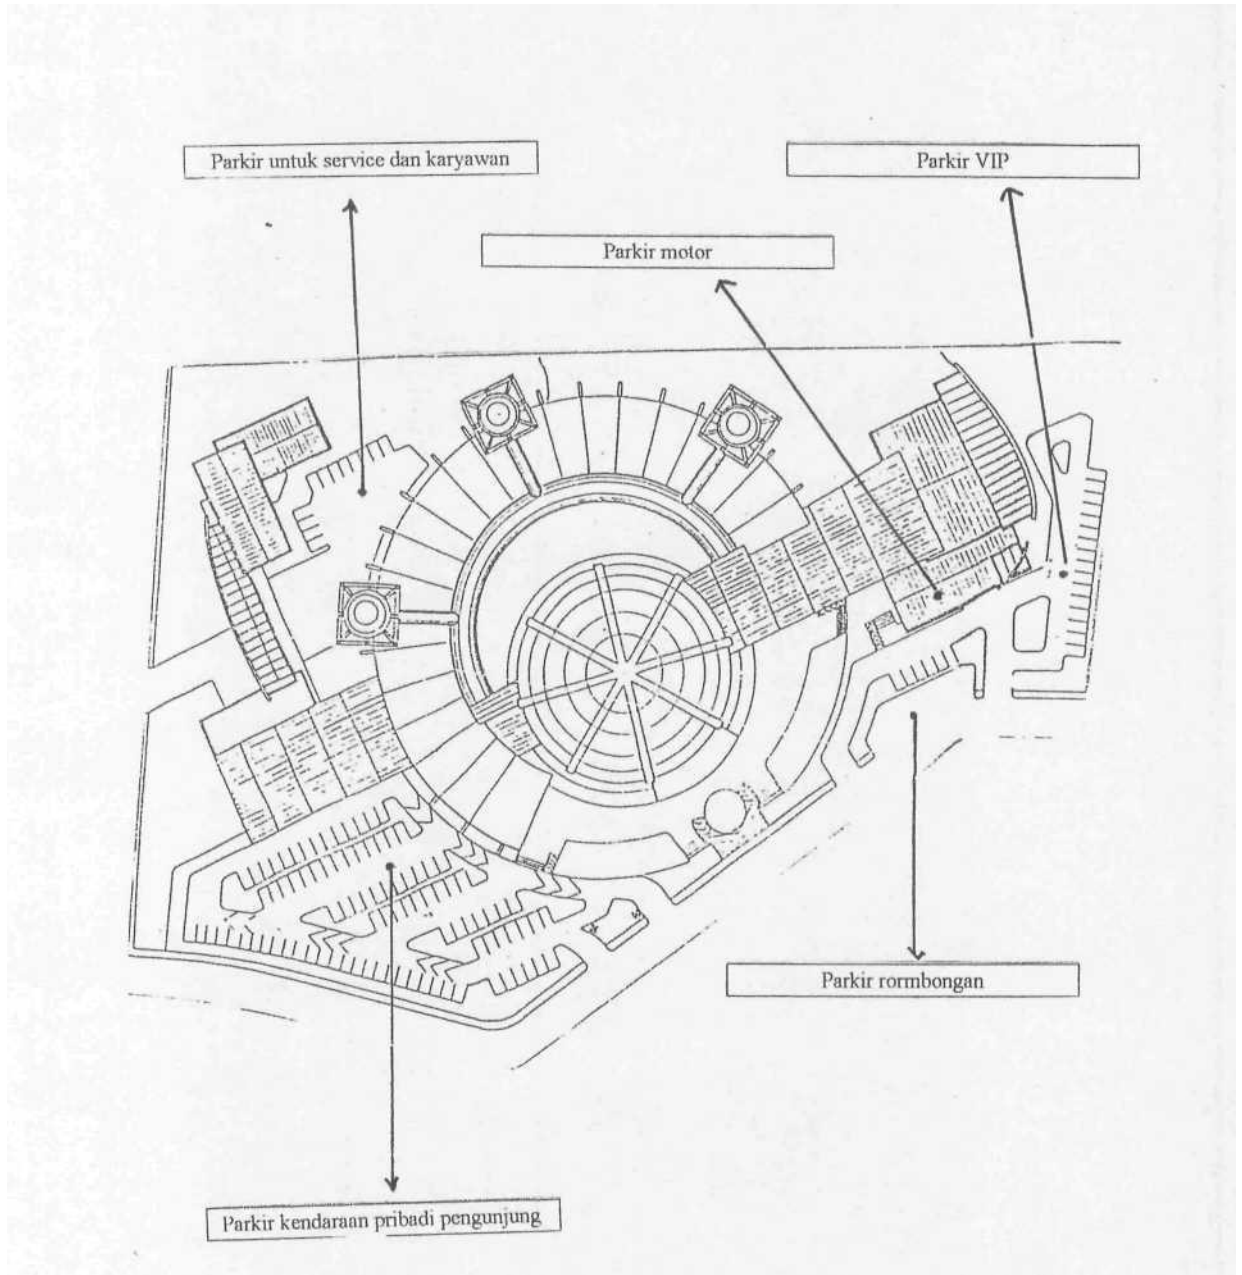 Parkir untuk service dan karyawan
Parkir VIP
Parkir motor
Parkir rormbongan
Parkir kendaraan pribadi pengunjung